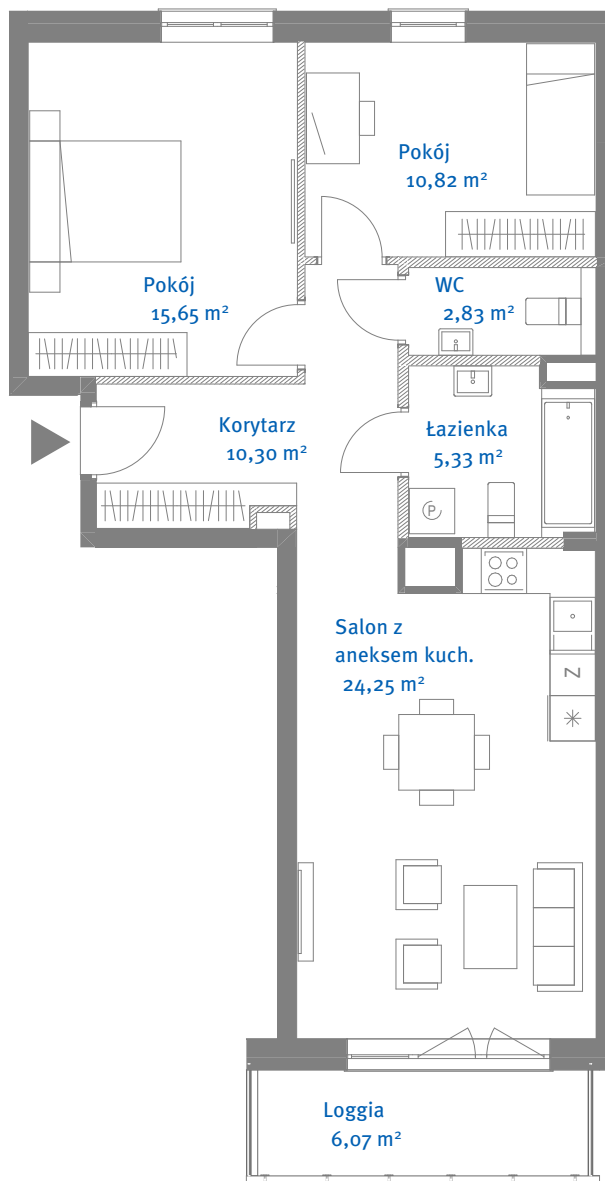 Pokój
10,82 m²
Pokój
15,65 m²
WC
2,83 m²
Korytarz
10,30 m²
Łazienka
5,33 m²
P
Salon z
aneksem kuch.
24,25 m²
Z
Loggia
6,07 m²